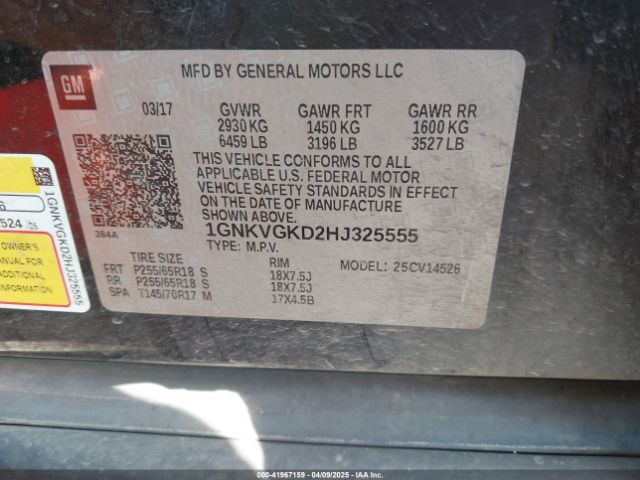 GM
MFD BY GENERAL MOTORS LLC
03/17 GVWR GAWR FRT GAWR RR
2930 KG 1450 KG 1600 KG
6459 LB 3196 LB 3527 LB
THIS VEHICLE CONFORMS TO ALL
APPLICABLE U.S. FEDERAL MOTOR
VEHICLE SAFETY STANDARDS IN EFFECT
ON THE DATE OF MANUFACTURE
SHOWN ABOVE.
384A
1GNKVGKD2HJ325555
TYPE: M.P.V.
TIRE SIZE RIM MODEL: 25CV14526
FRT P255/65R18 S 18X7.5J
RR P255/65R18 S 18X7.5J
SPA T145/70R17 M 17X4.5B
6
524 lbs
OWNER'S
FOR
INFORMATION
1GNKVGKD2HJ325555
000-41967159 04/09/2025 IAA Inc.